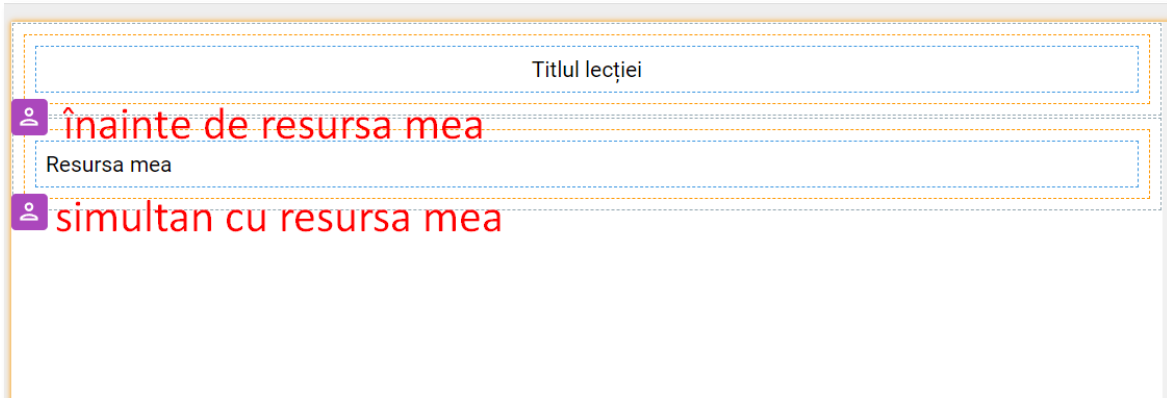 Titlul lecției
înainte de resursa mea
Resursa mea
simultan cu resursa mea